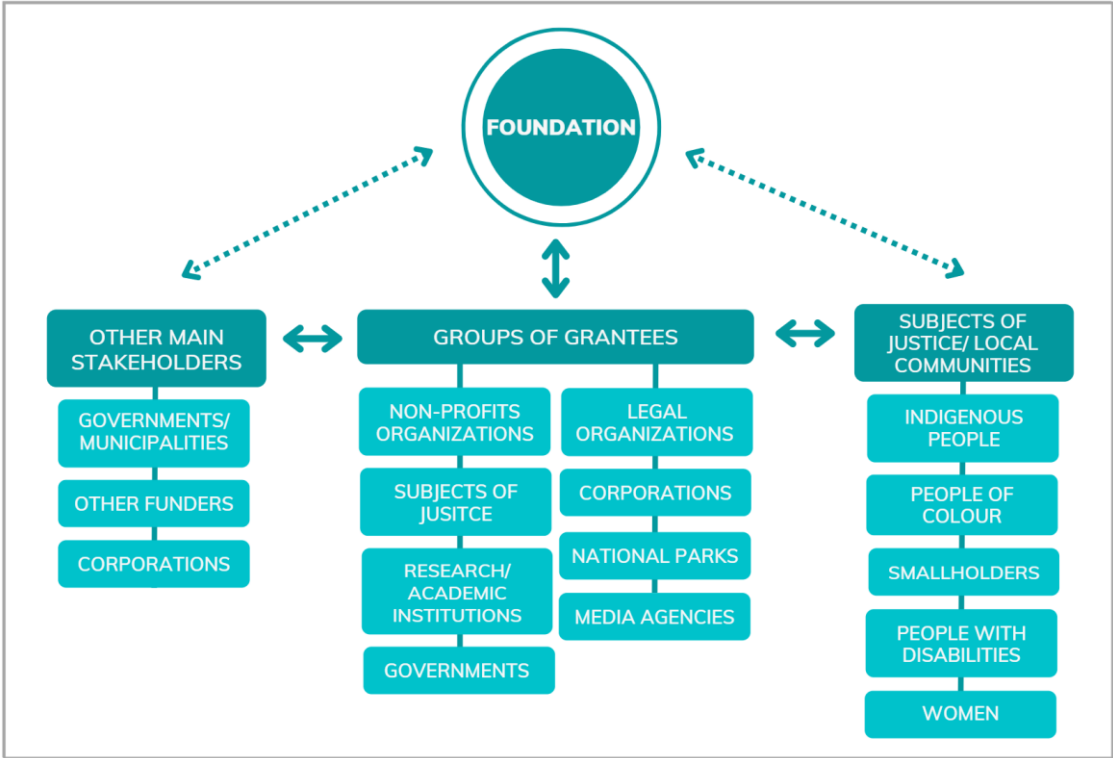 FOUNDATION
OTHER MAIN
STAKEHOLDERS
GOVERNMENTS/
MUNICIPALITIES
OTHER FUNDERS
CORPORATIONS
GROUPS OF GRANTEES
NON-PROFITS
ORGANIZATIONS
SUBJECTS OF
JUSITCE
RESEARCH/
ACADEMIC
INSTITUTIONS
GOVERNMENTS
LEGAL
ORGANIZATIONS
CORPORATIONS
NATIONAL PARKS
MEDIA AGENCIES
SUBJECTS OF
JUSTICE/ LOCAL
COMMUNITIES
INDIGENOUS
PEOPLE
PEOPLE OF
COLOUR
SMALLHOLDERS
PEOPLE WITH
DISABILITIES
WOMEN